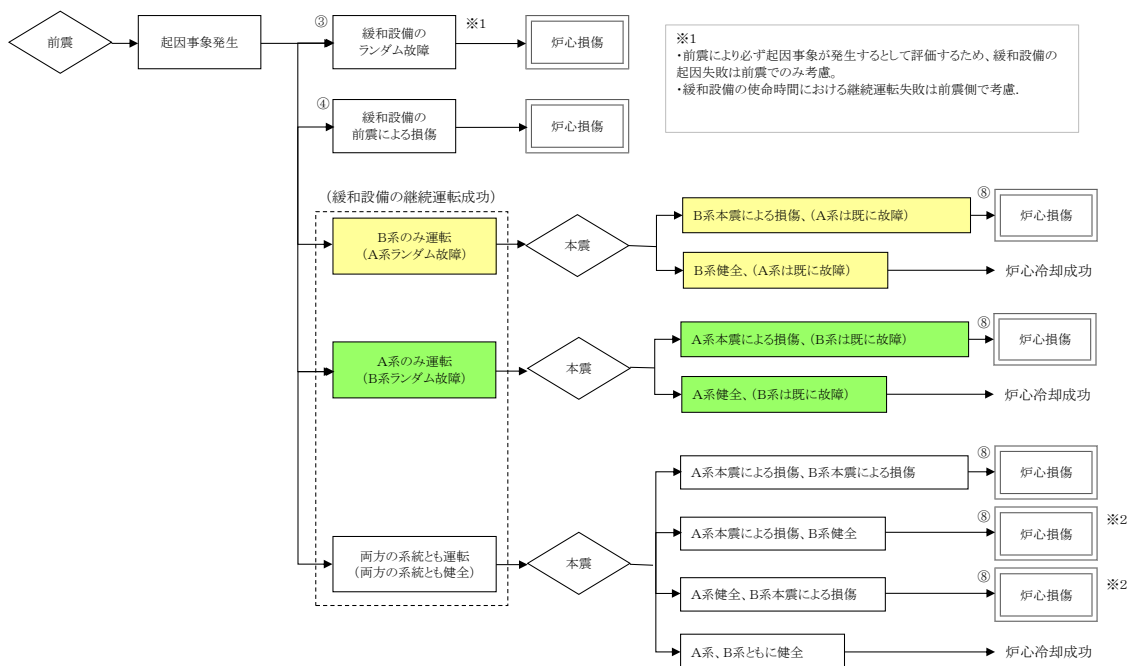 前震
起因事象発生
③
緩和設備の
ランダム故障
※1
炉心損傷
※1
・前震により必ず起因事象が発生するとして評価するため、緩和設備の
起因失敗は前震でのみ考慮。
・緩和設備の使命時間における継続運転失敗は前震側で考慮.
④
緩和設備の
前震による損傷
炉心損傷
(緩和設備の継続運転成功)
B系のみ運転
(A系ランダム故障)
本震
B系本震による損傷、(A系は既に故障)
⑧
炉心損傷
B系健全、(A系は既に故障)
炉心冷却成功
A系のみ運転
(B系ランダム故障)
本震
A系本震による損傷、(B系は既に故障)
⑧
炉心損傷
A系健全、(B系は既に故障)
炉心冷却成功
両方の系統とも運転
(両方の系統とも健全)
本震
A系本震による損傷、B系本震による損傷
⑧
炉心損傷
A系本震による損傷、B系健全
⑧
炉心損傷
※2
A系健全、B系本震による損傷
⑧
炉心損傷
※2
A系、B系ともに健全
炉心冷却成功